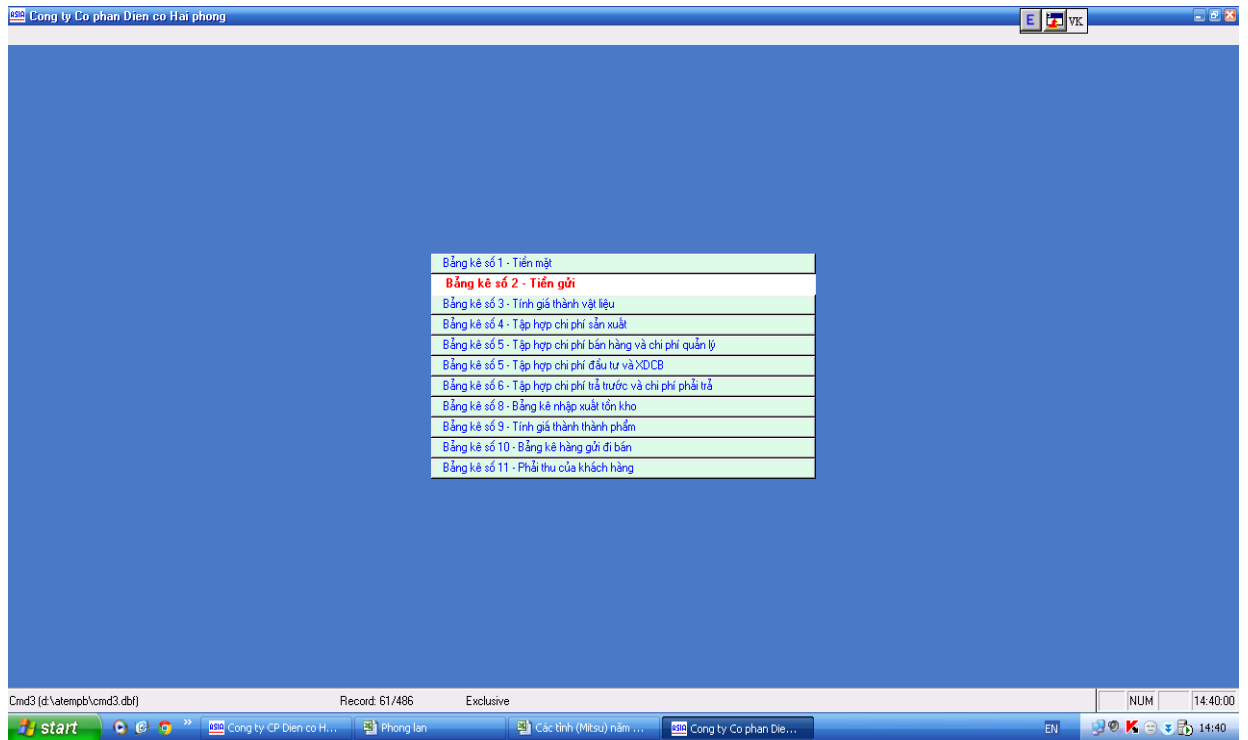 ASIA Cong ty Co phan Dien co Hai phong
E VK
Bảng kê số 1 - Tiền mặt
Bảng kê số 2 - Tiền gửi
Bảng kê số 3 - Tính giá thành vật liệu
Bảng kê số 4 - Tập hợp chi phí sản xuất
Bảng kê số 5 - Tập hợp chi phí bán hàng và chi phí quản lý
Bảng kê số 5 - Tập hợp chi phí đầu tư và XDCB
Bảng kê số 6 - Tập hợp chi phí trả trước và chi phí phải trả
Bảng kê số 8 - Bảng kê nhập xuất tồn kho
Bảng kê số 9 - Tính giá thành thành phẩm
Bảng kê số 10 - Bảng kê hàng gửi đi bán
Bảng kê số 11 - Phải thu của khách hàng
Cmd3 (d:\atempb\cmd3.dbf) Record: 61/486 Exclusive NUM 14:40:00
start » ASIA Cong ty CP Dien co H... Phong lan Các tỉnh (Mitsu) năm ... ASIA Cong ty Co phan Die... EN 14:40